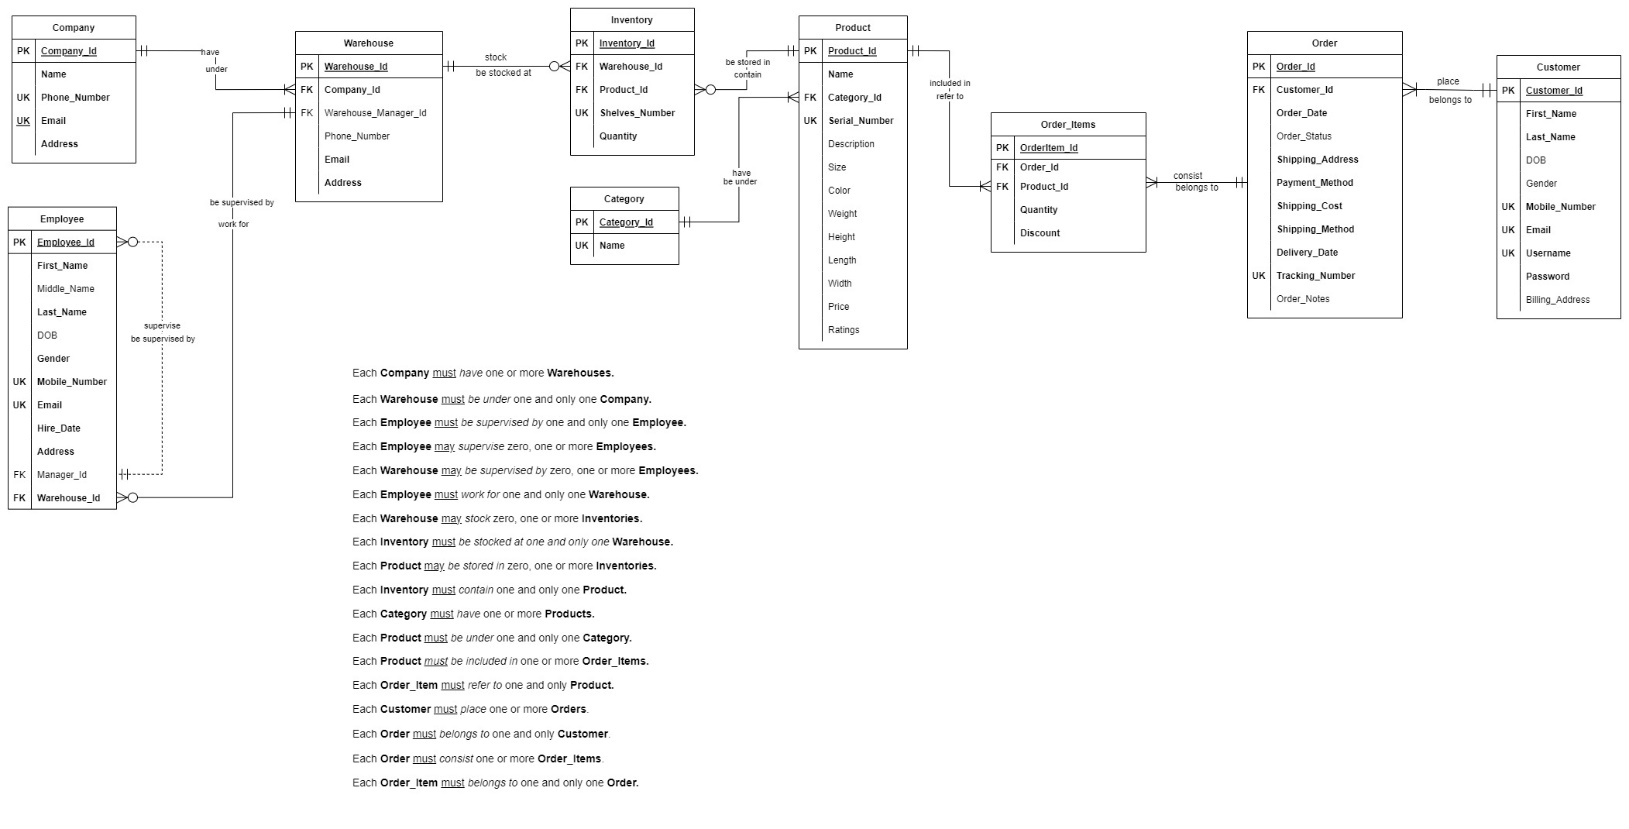 Company
PK Company_Id
Name
UK Phone_Number
UK Email
Address
have
under
Warehouse
PK Warehouse_Id
FK Company_Id
FK Warehouse_Manager_Id
Phone_Number
Email
Address
stock
be stocked at
Inventory
PK Inventory_Id
FK Warehouse_Id
FK Product_Id
UK Shelves_Number
Quantity
be stored in
contain
Category
PK Category_Id
UK Name
have
be under
Product
PK Product_Id
Name
FK Category_Id
UK Serial_Number
Description
Size
Color
Weight
Height
Length
Width
Price
Ratings
included in
refer to
Order_Items
PK OrderItem_Id
FK Order_Id
FK Product_Id
Quantity
Discount
consist
belongs to
Order
PK Order_Id
FK Customer_Id
Order_Date
Order_Status
Shipping_Address
Payment_Method
Shipping_Cost
Shipping_Method
Delivery_Date
UK Tracking_Number
Order_Notes
place
belongs to
Customer
PK Customer_Id
First_Name
Last_Name
DOB
Gender
UK Mobile_Number
UK Email
UK Username
Password
Billing_Address
Employee
PK Employee_Id
First_Name
Middle_Name
Last_Name
DOB
Gender
UK Mobile_Number
UK Email
Hire_Date
Address
FK Manager_Id
FK Warehouse_Id
supervise
be supervised by
be supervised by
work for
Each Company must have one or more Warehouses.
Each Warehouse must be under one and only one Company.
Each Employee must be supervised by one and only one Employee.
Each Employee may supervise zero, one or more Employees.
Each Warehouse may be supervised by zero, one or more Employees.
Each Employee must work for one and only one Warehouse.
Each Warehouse may stock zero, one or more Inventories.
Each Inventory must be stocked at one and only one Warehouse.
Each Product may be stored in zero, one or more Inventories.
Each Inventory must contain one and only one Product.
Each Category must have one or more Products.
Each Product must be under one and only one Category.
Each Product must be included in one or more Order_Items.
Each Order_Item must refer to one and only Product.
Each Customer must place one or more Orders.
Each Order must belongs to one and only Customer.
Each Order must consist one or more Order_Items.
Each Order_Item must belongs to one and only one Order.